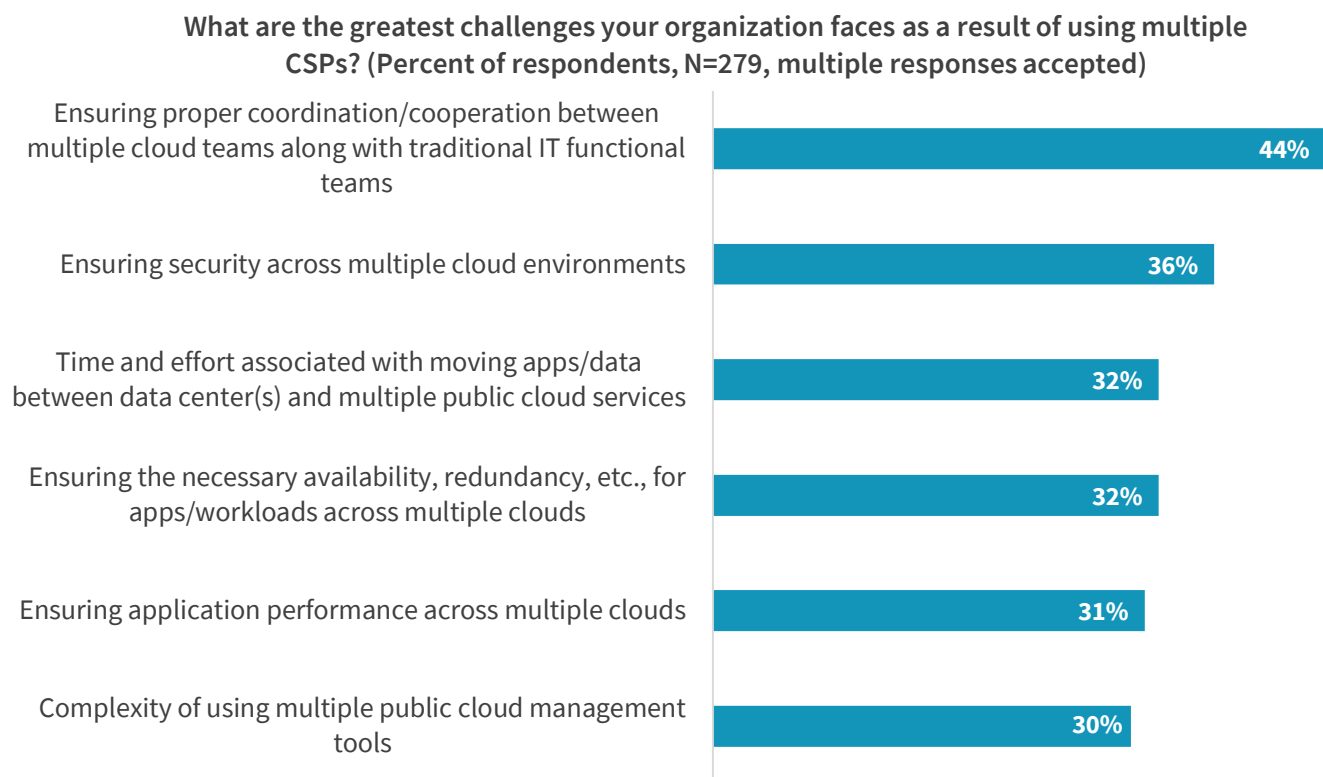 What are the greatest challenges your organization faces as a result of using multiple
CSPs? (Percent of respondents, N=279, multiple responses accepted)
Ensuring proper coordination/cooperation between
multiple cloud teams along with traditional IT functional
teams
44%
Ensuring security across multiple cloud environments
36%
Time and effort associated with moving apps/data
between data center(s) and multiple public cloud services
32%
Ensuring the necessary availability, redundancy, etc., for
apps/workloads across multiple clouds
32%
Ensuring application performance across multiple clouds
31%
Complexity of using multiple public cloud management
tools
30%